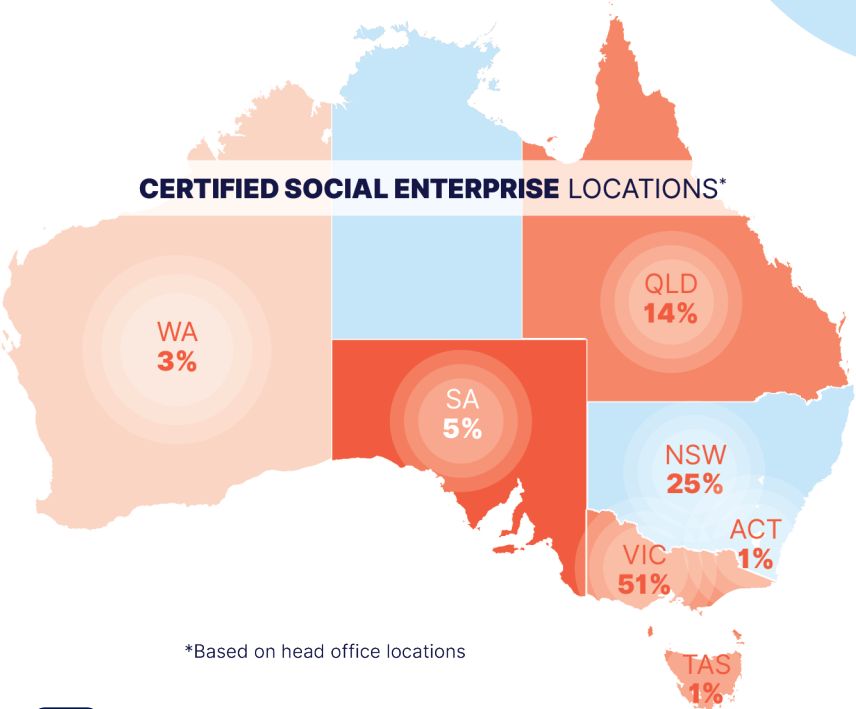 CERTIFIED SOCIAL ENTERPRISE LOCATIONS*
QLD
14%
WA
3%
SA
5%
NSW
25%
ACT
1%
VIC
51%
*Based on head office locations
TAS
1%